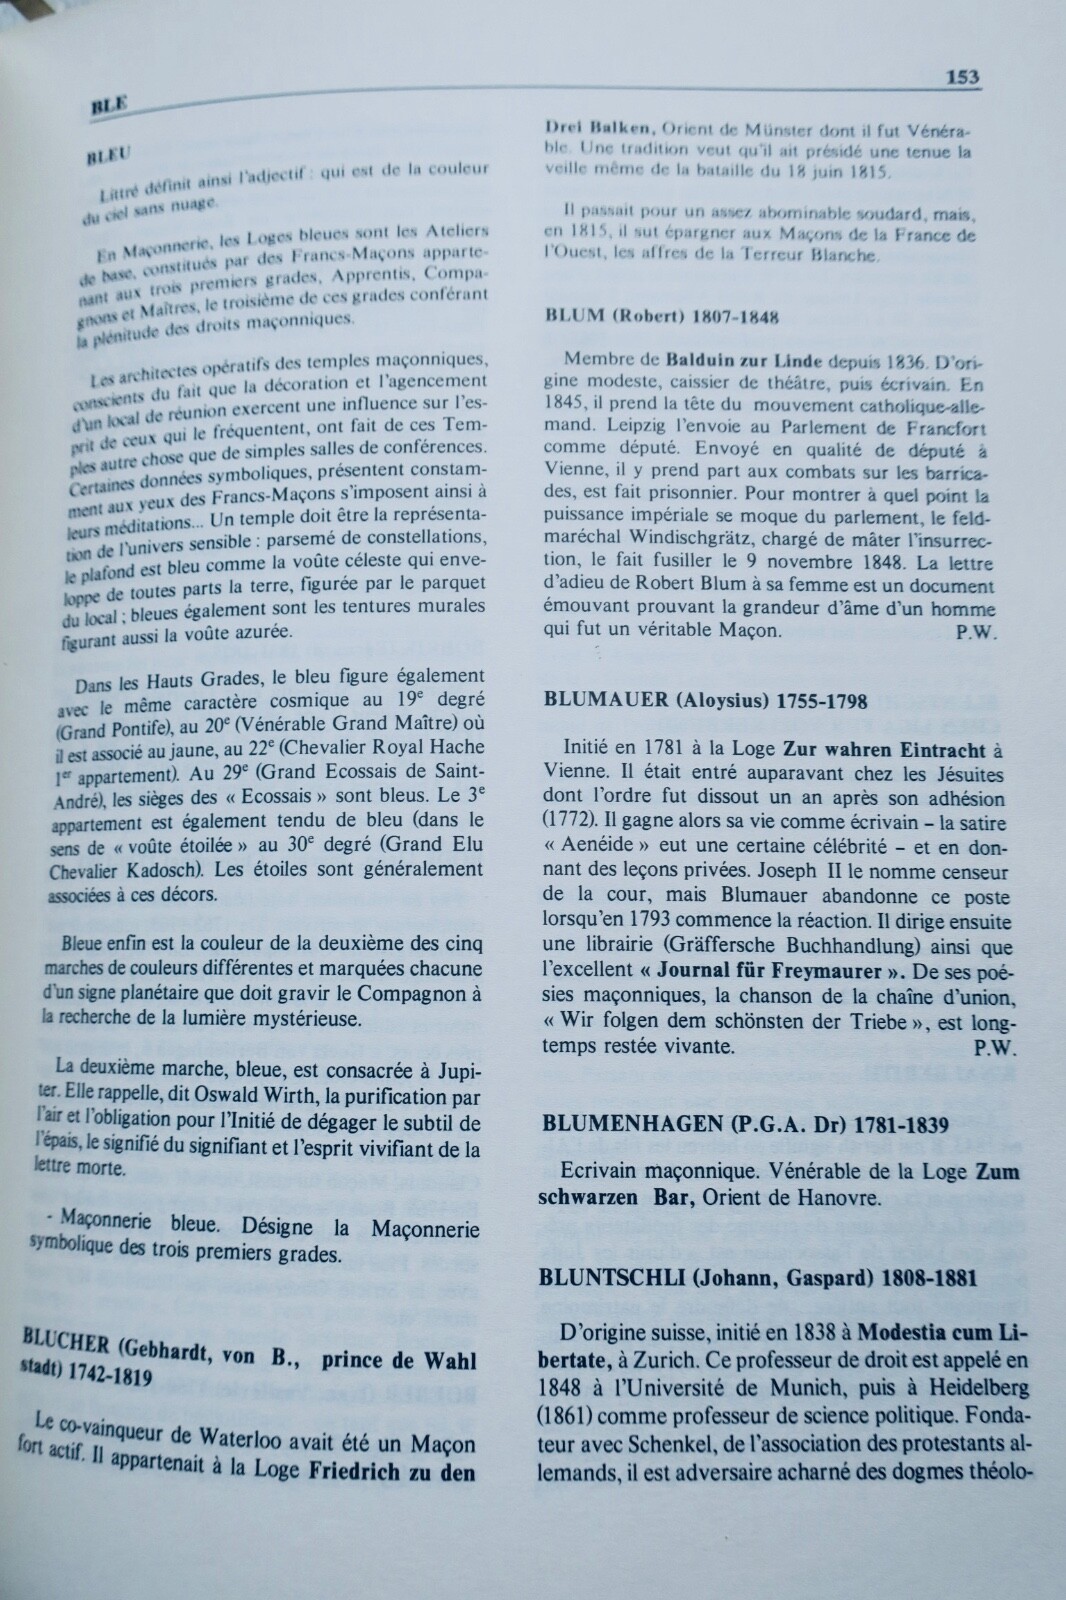 BLE
153
BLEU
Littré définit ainsi l'adjectif : qui est de la couleur
du ciel sans nuage.
En Maçonnerie, les Loges bleues sont les Ateliers
de base, constitués par des Francs-Maçons apparte-
nant aux trois premiers grades, Apprentis, Compa-
gnons et Maîtres, le troisième de ces grades conférant
la plénitude des droits maçonniques.
Les architectes opératifs des temples maçonniques,
conscients du fait que la décoration et l'agencement
d'un local de réunion exercent une influence sur l'es-
prit de ceux qui le fréquentent, ont fait de ces Tem-
ples autre chose que de simples salles de conférences.
Certaines données symboliques, présentent constam-
ment aux yeux des Francs-Maçons s'imposent ainsi à
leurs méditations... Un temple doit être la représenta-
tion de l'univers sensible : parsemé de constellations,
le plafond est bleu comme la voûte céleste qui enve-
loppe de toutes parts la terre, figurée par le parquet
du local ; bleues également sont les tentures murales
figurant aussi la voûte azurée.
Dans les Hauts Grades, le bleu figure également
avec le même caractère cosmique au 19e degré
(Grand Pontife), au 20e (Vénérable Grand Maître) où
il est associé au jaune, au 22e (Chevalier Royal Hache
1er appartement). Au 29e (Grand Ecossais de Saint-
André), les sièges des « Ecossais » sont bleus. Le 3e
appartement est également tendu de bleu (dans le
sens de « voûte étoilée » au 30e degré (Grand Elu
Chevalier Kadosch). Les étoiles sont généralement
associées à ces décors.
Bleue enfin est la couleur de la deuxième des cinq
marches de couleurs différentes et marquées chacune
d'un signe planétaire que doit gravir le Compagnon à
la recherche de la lumière mystérieuse.
La deuxième marche, bleue, est consacrée à Jupi-
ter. Elle rappelle, dit Oswald Wirth, la purification par
l'air et l'obligation pour l'Initié de dégager le subtil de
l'épais, le signifié du signifiant et l'esprit vivifiant de la
lettre morte.
- Maçonnerie bleue. Désigne la Maçonnerie
symbolique des trois premiers grades.
BLUCHER (Gebhardt, von B., prince de Wahl
stadt) 1742-1819
Le co-vainqueur de Waterloo avait été un Maçon
fort actif. Il appartenait à la Loge Friedrich zu den
Drei Balken, Orient de Münster dont il fut Vénéra-
ble. Une tradition veut qu'il ait présidé une tenue la
veille même de la bataille du 18 juin 1815.
Il passait pour un assez abominable soudard, mais,
en 1815, il sut épargner aux Maçons de la France de
l'Ouest, les affres de la Terreur Blanche.
BLUM (Robert) 1807-1848
Membre de Balduin zur Linde depuis 1836. D'ori-
gine modeste, caissier de théâtre, puis écrivain. En
1845, il prend la tête du mouvement catholique-alle-
mand. Leipzig l'envoie au Parlement de Francfort
comme député. Envoyé en qualité de député à
Vienne, il y prend part aux combats sur les barrica-
des, est fait prisonnier. Pour montrer à quel point la
puissance impériale se moque du parlement, le feld-
maréchal Windischgrätz, chargé de mâter l'insurrec-
tion, le fait fusiller le 9 novembre 1848. La lettre
d'adieu de Robert Blum à sa femme est un document
émouvant prouvant la grandeur d'âme d'un homme
qui fut un véritable Maçon. P.W.
BLUMAUER (Aloysius) 1755-1798
Initié en 1781 à la Loge Zur wahren Eintracht à
Vienne. Il était entré auparavant chez les Jésuites
dont l'ordre fut dissout un an après son adhésion
(1772). Il gagne alors sa vie comme écrivain – la satire
« Aenéide » eut une certaine célébrité – et en don-
nant des leçons privées. Joseph II le nomme censeur
de la cour, mais Blumauer abandonne ce poste
lorsqu'en 1793 commence la réaction. Il dirige ensuite
une librairie (Gräffersche Buchhandlung) ainsi que
l'excellent « Journal für Freymaurer ». De ses poé-
sies maçonniques, la chanson de la chaîne d'union,
« Wir folgen dem schönsten der Triebe », est long-
temps restée vivante. P.W.
BLUMENHAGEN (P.G.A. Dr) 1781-1839
Ecrivain maçonnique. Vénérable de la Loge Zum
schwarzen Bar, Orient de Hanovre.
BLUNTSCHLI (Johann, Gaspard) 1808-1881
D'origine suisse, initié en 1838 à Modestia cum Li-
bertate, à Zurich. Ce professeur de droit est appelé en
1848 à l'Université de Munich, puis à Heidelberg
(1861) comme professeur de science politique. Fonda-
teur avec Schenkel, de l'association des protestants al-
lemands, il est adversaire acharné des dogmes théolo-